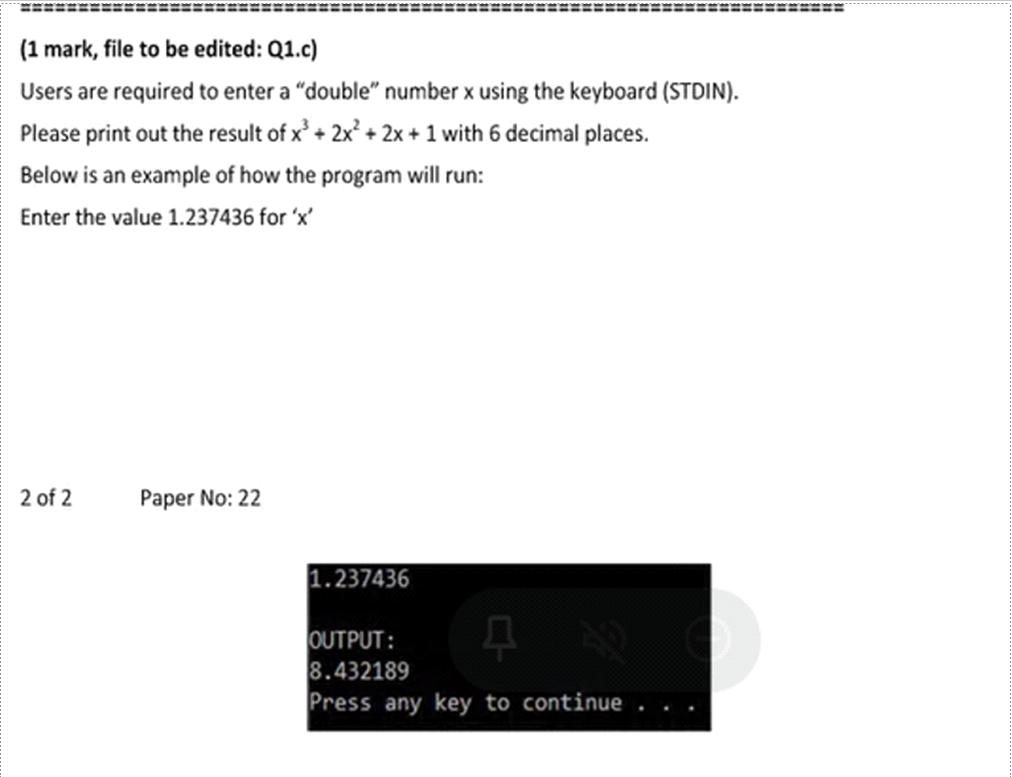 ================================================================================
(1 mark, file to be edited: Q1.c)
Users are required to enter a “double” number x using the keyboard (STDIN).
Please print out the result of x³ + 2x² + 2x + 1 with 6 decimal places.
Below is an example of how the program will run:
Enter the value 1.237436 for ‘x’
2 of 2 Paper No: 22
1.237436
OUTPUT:
8.432189
Press any key to continue . . .